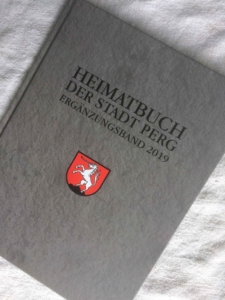 HEIMATBUCH
DER STADT PERG
ERGÄNZUNGSBAND 2019